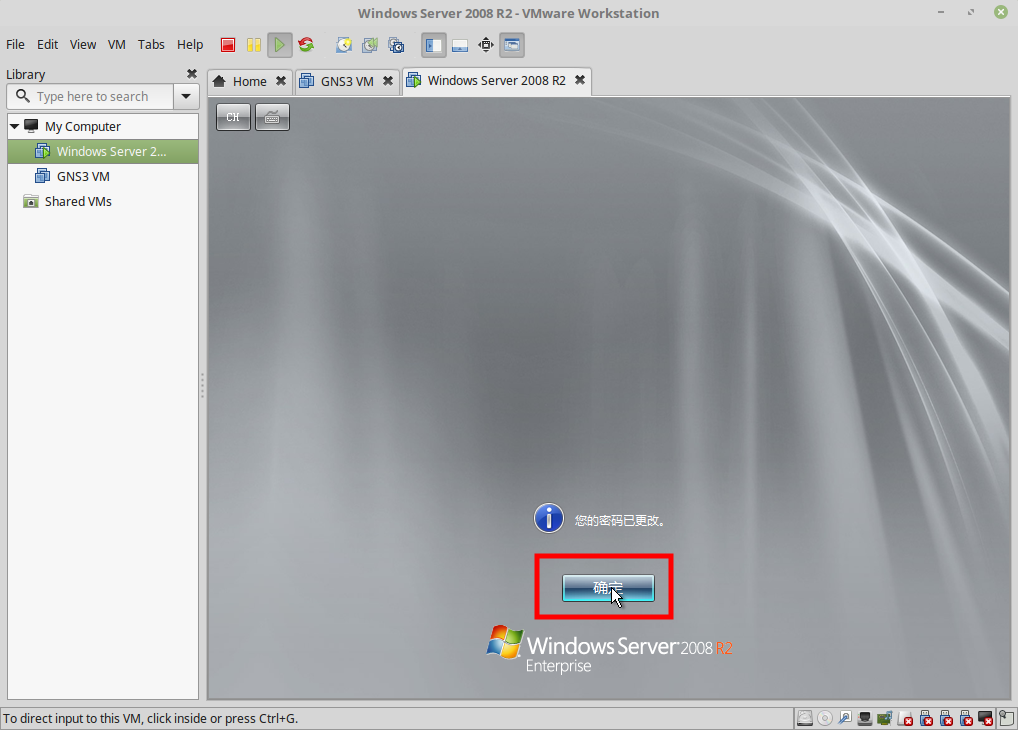 Windows Server 2008 R2 - VMware Workstation
File Edit View VM Tabs Help
Library
Type here to search
My Computer
Windows Server 2...
GNS3 VM
Shared VMs
Home
GNS3 VM
Windows Server 2008 R2
CH
您的密码已更改。
确定
Windows Server 2008 R2
Enterprise
To direct input to this VM, click inside or press Ctrl+G.